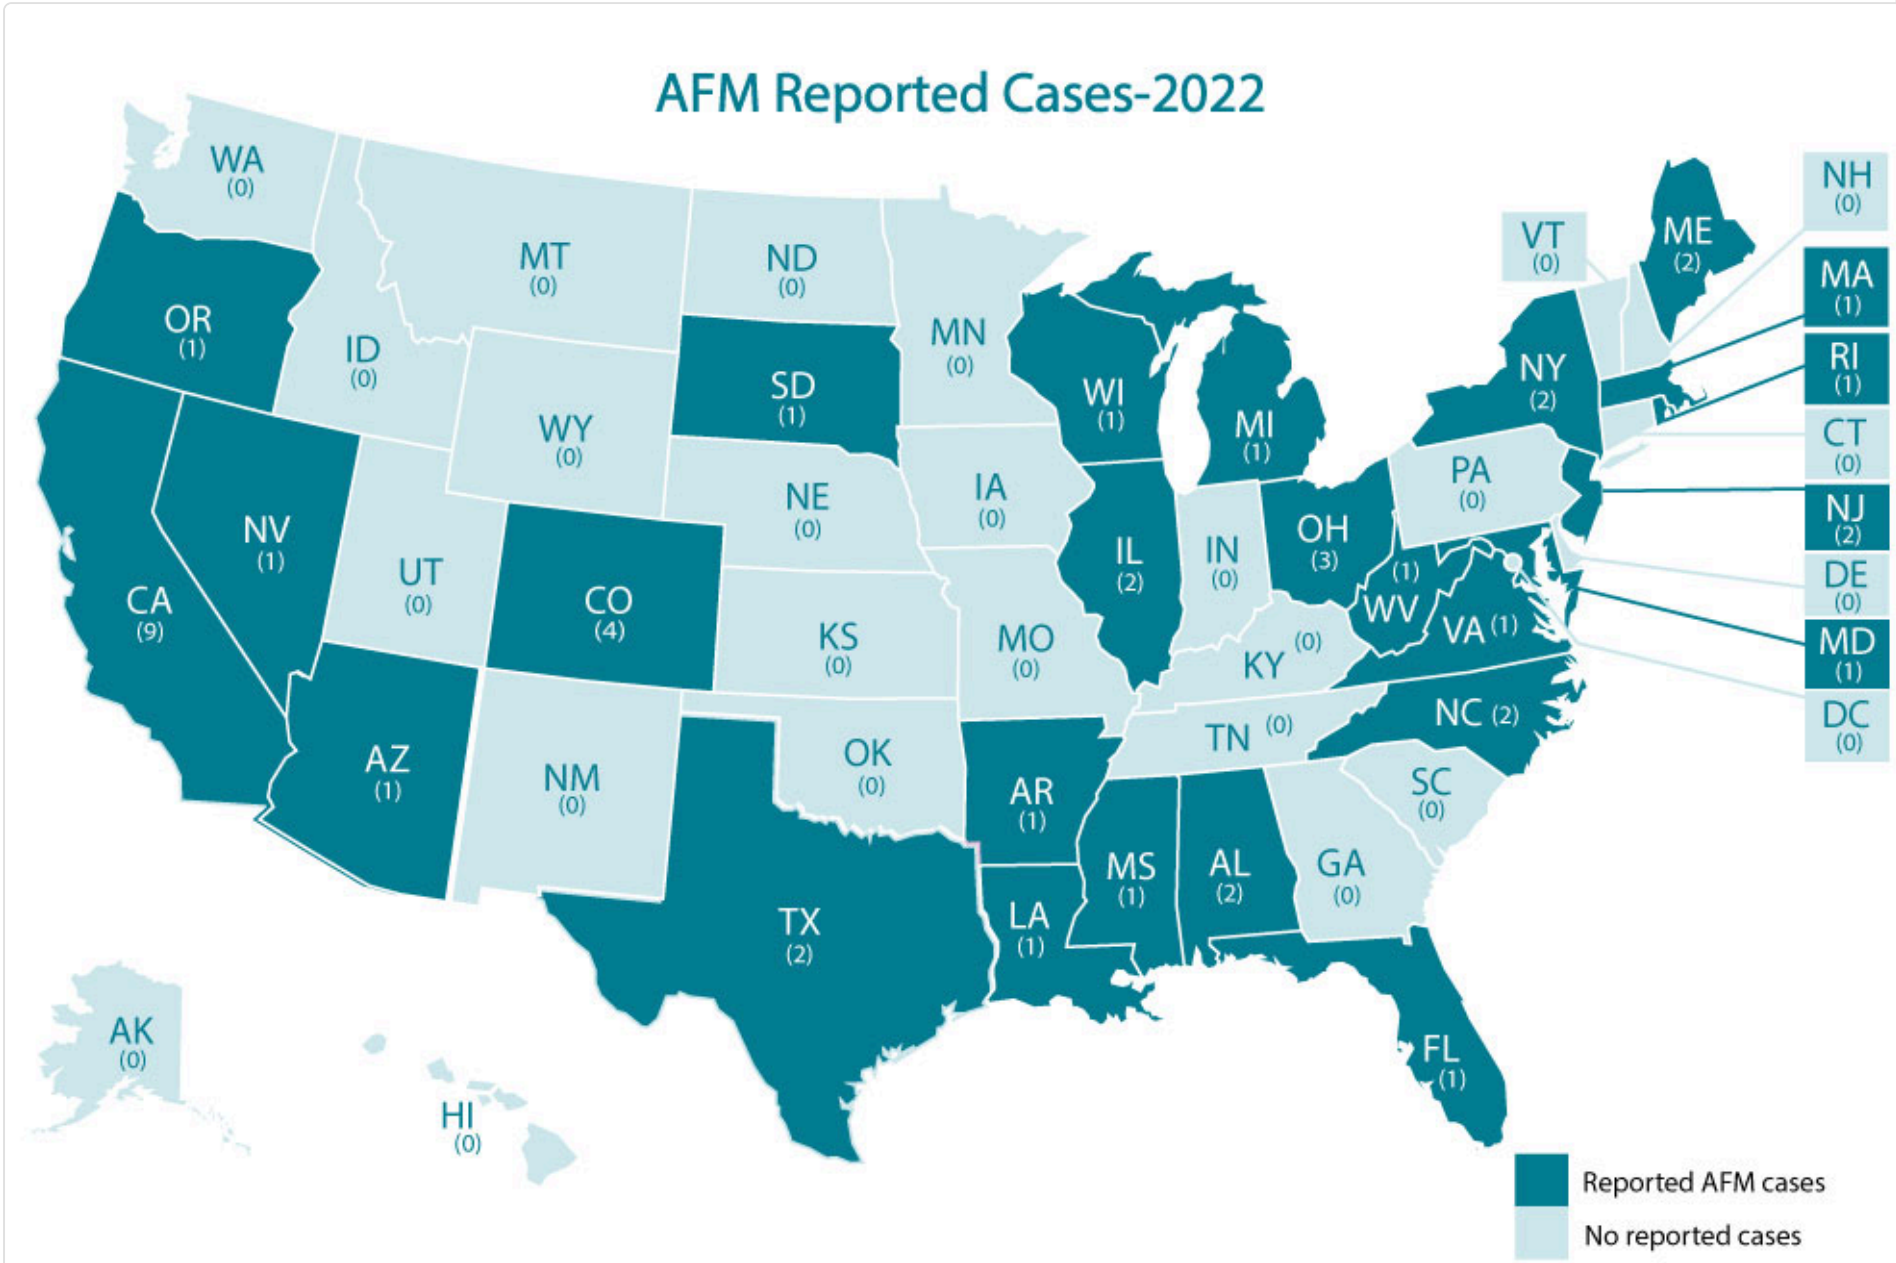 AFM Reported Cases-2022
WA
(0)
OR
(1)
CA
(9)
NV
(1)
ID
(0)
MT
(0)
WY
(0)
UT
(0)
AZ
(1)
CO
(4)
NM
(0)
ND
(0)
SD
(1)
NE
(0)
KS
(0)
OK
(0)
TX
(2)
MN
(0)
IA
(0)
MO
(0)
AR
(1)
LA
(1)
WI
(1)
IL
(2)
MI
(1)
IN
(0)
OH
(3)
KY (0)
TN (0)
MS
(1)
AL
(2)
GA
(0)
FL
(1)
SC
(0)
NC (2)
VA (1)
(1)
WV
PA
(0)
NY
(2)
VT
(0)
ME
(2)
NH
(0)
MA
(1)
RI
(1)
CT
(0)
NJ
(2)
DE
(0)
MD
(1)
DC
(0)
AK
(0)
HI
(0)
Reported AFM cases
No reported cases